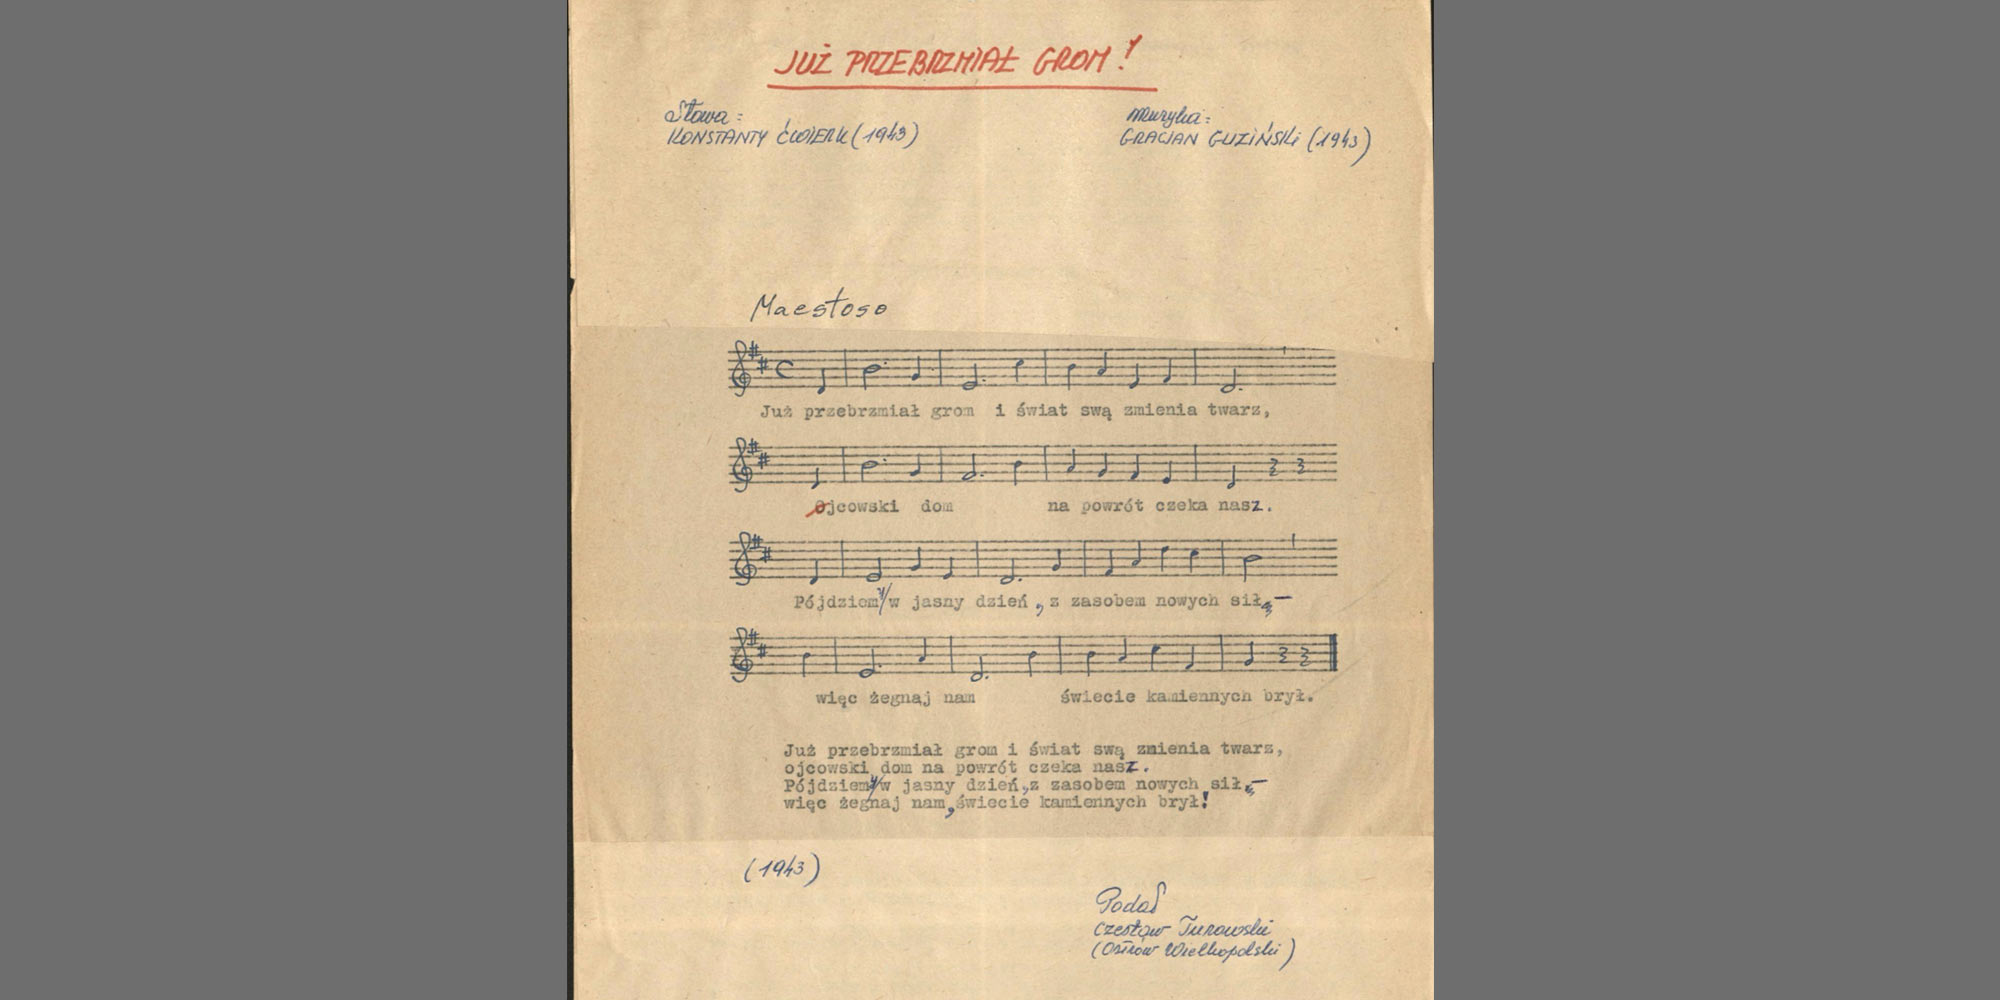 JUŻ PRZEBRZMIAŁ GROM!
Słowa:
KONSTANTY ĆWIERK (1943)
Muzyka:
GRACJAN GUZIŃSKI (1943)
Maestoso
Już przebrzmiał grom i świat swą zmienia twarz,
Ojcowski dom na powrót czeka nasz.
Pójdziemy w jasny dzień, z zasobem nowych sił, –
więc żegnaj nam świecie kamiennych brył.
Już przebrzmiał grom i świat swą zmienia twarz,
ojcowski dom na powrót czeka nasz.
Pójdziemy w jasny dzień, z zasobem nowych sił, –
więc żegnaj nam, świecie kamiennych brył!
(1943)
Podał
Czesław Turowski
(Ostrów Wielkopolski)